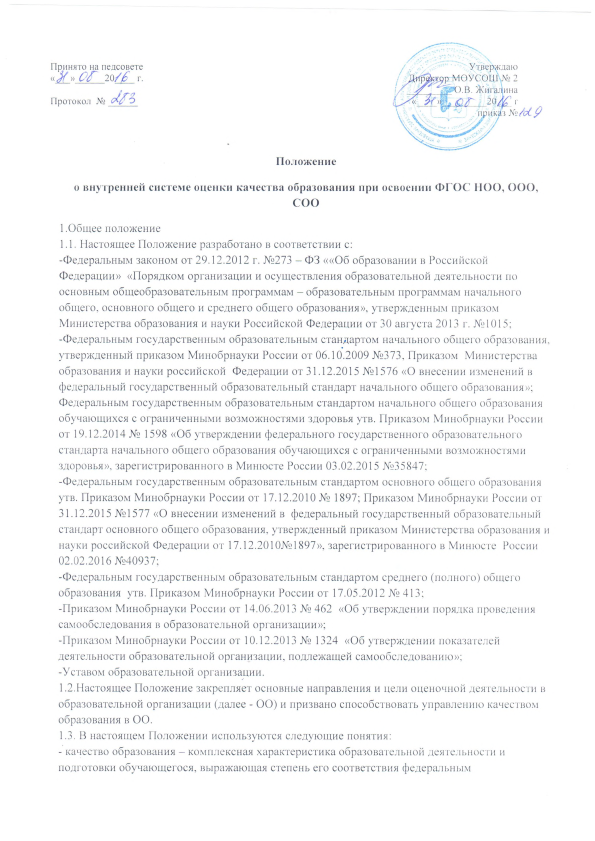 Принято на педсовете
« 31 » 08 2016 г.
Протокол № 283
Утверждаю
Директор МОУСОШ № 2
О.В. Жигалина
« 31 » 08 2016 г
приказ № 129
Положение
о внутренней системе оценки качества образования при освоении ФГОС НОО, ООО,
СОО
1.Общее положение
1.1. Настоящее Положение разработано в соответствии с:
-Федеральным законом от 29.12.2012 г. №273 – ФЗ ««Об образовании в Российской
Федерации» «Порядком организации и осуществления образовательной деятельности по
основным общеобразовательным программам – образовательным программам начального
общего, основного общего и среднего общего образования», утвержденным приказом
Министерства образования и науки Российской Федерации от 30 августа 2013 г. №1015;
-Федеральным государственным образовательным стандартом начального общего образования,
утвержденный приказом Минобрнауки России от 06.10.2009 №373, Приказом Министерства
образования и науки российской Федерации от 31.12.2015 №1576 «О внесении изменений в
федеральный государственный образовательный стандарт начального общего образования»;
Федеральным государственным образовательным стандартом начального общего образования
обучающихся с ограниченными возможностями здоровья утв. Приказом Минобрнауки России
от 19.12.2014 № 1598 «Об утверждении федерального государственного образовательного
стандарта начального общего образования обучающихся с ограниченными возможностями
здоровья», зарегистрированного в Минюсте России 03.02.2015 №35847;
-Федеральным государственным образовательным стандартом основного общего образования
утв. Приказом Минобрнауки России от 17.12.2010 № 1897; Приказом Минобрнауки России от
31.12.2015 №1577 «О внесении изменений в федеральный государственный образовательный
стандарт основного общего образования, утвержденный приказом Министерства образования и
науки российской Федерации от 17.12.2010№1897», зарегистрированного в Минюсте России
02.02.2016 №40937;
-Федеральным государственным образовательным стандартом среднего (полного) общего
образования утв. Приказом Минобрнауки России от 17.05.2012 № 413;
-Приказом Минобрнауки России от 14.06.2013 № 462 «Об утверждении порядка проведения
самообследования в образовательной организации»;
-Приказом Минобрнауки России от 10.12.2013 № 1324 «Об утверждении показателей
деятельности образовательной организации, подлежащей самообследованию»;
-Уставом образовательной организации.
1.2.Настоящее Положение закрепляет основные направления и цели оценочной деятельности в
образовательной организации (далее - ОО) и призвано способствовать управлению качеством
образования в ОО.
1.3. В настоящем Положении используются следующие понятия:
- качество образования – комплексная характеристика образовательной деятельности и
подготовки обучающегося, выражающая степень его соответствия федеральным